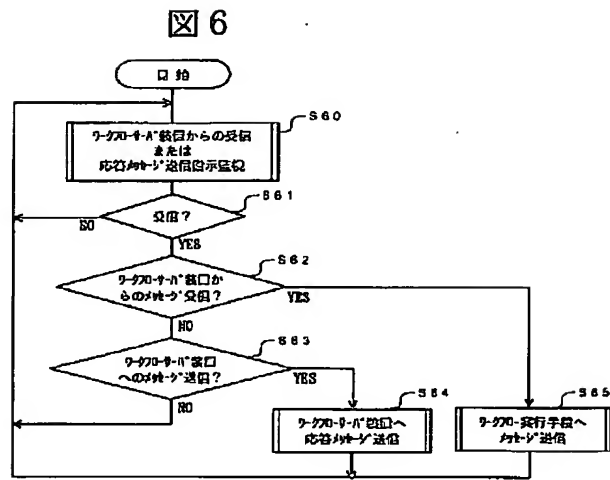 図6
開始
S60
ワークフローサーバ装置からの受信
または
応答メッセージ送信指示監視
S61
受信?
NO
YES
S62
ワークフローサーバ装置か
らのメッセージ受信?
YES
NO
S63
ワークフローサーバ装置
へのメッセージ送信?
YES
NO
S64
ワークフローサーバ装置へ
応答メッセージ送信
S65
ワークフロー実行手段へ
メッセージ送信